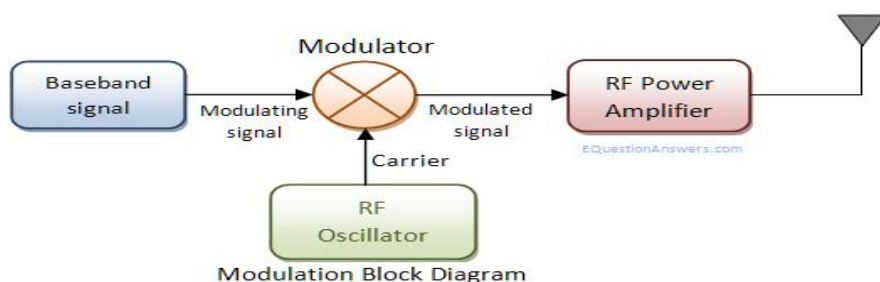 Modulator
Baseband
signal
Modulating
signal
Modulated
signal
RF Power
Amplifier
EQuestionAnswers.com
Carrier
RF
Oscillator
Modulation Block Diagram